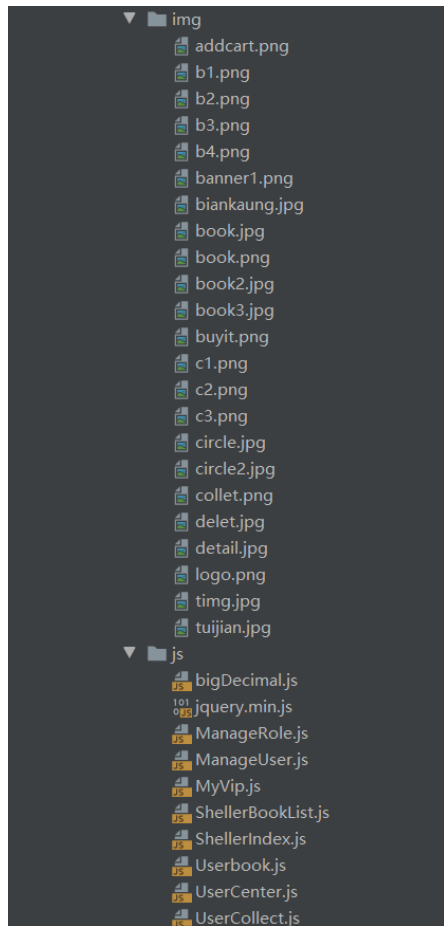 img
addcart.png
b1.png
b2.png
b3.png
b4.png
banner1.png
biankaung.jpg
book.jpg
book.png
book2.jpg
book3.jpg
buyit.png
c1.png
c2.png
c3.png
circle.jpg
circle2.jpg
collet.png
delet.jpg
detail.jpg
logo.png
timg.jpg
tuijian.jpg
js
bigDecimal.js
jquery.min.js
ManageRole.js
ManageUser.js
MyVip.js
ShellerBookList.js
ShellerIndex.js
Userbook.js
UserCenter.js
UserCollect.js